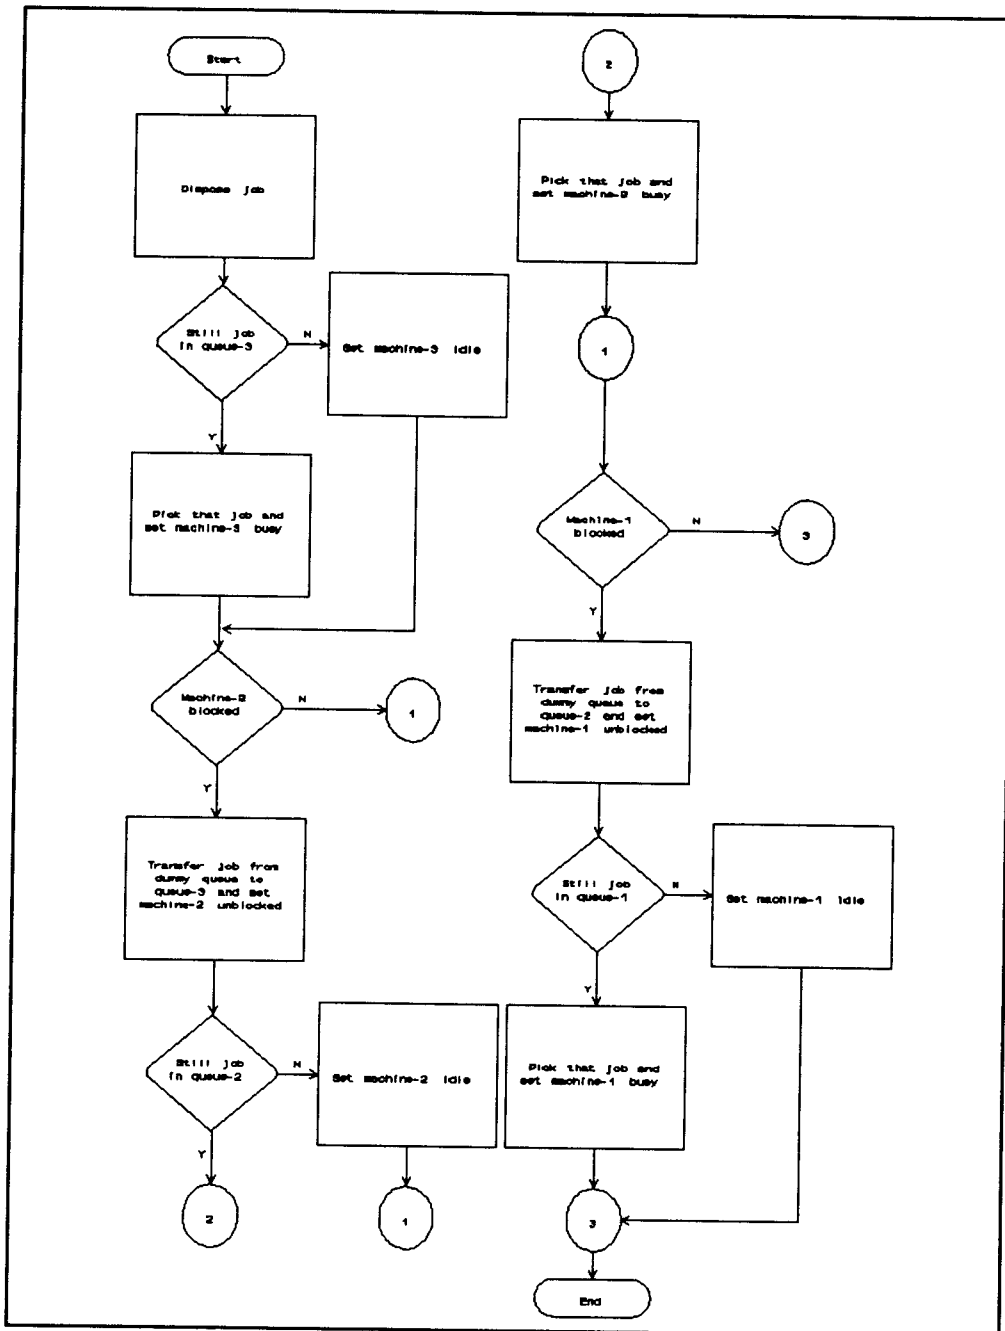 Start
Dispose job
Still job
in queue-3
N
Set machine-3 idle
Y
Pick that job and
set machine-3 busy
Machine-2
blocked
N
1
Y
Transfer job from
dummy queue to
queue-3 and set
machine-2 unblocked
Still job
in queue-2
N
Set machine-2 idle
Y
2
1
2
Pick that job and
set machine-2 busy
1
Machine-1
blocked
N
3
Y
Transfer job from
dummy queue to
queue-2 and set
machine-1 unblocked
Still job
in queue-1
N
Set machine-1 idle
Y
Pick that job and
set machine-1 busy
3
End